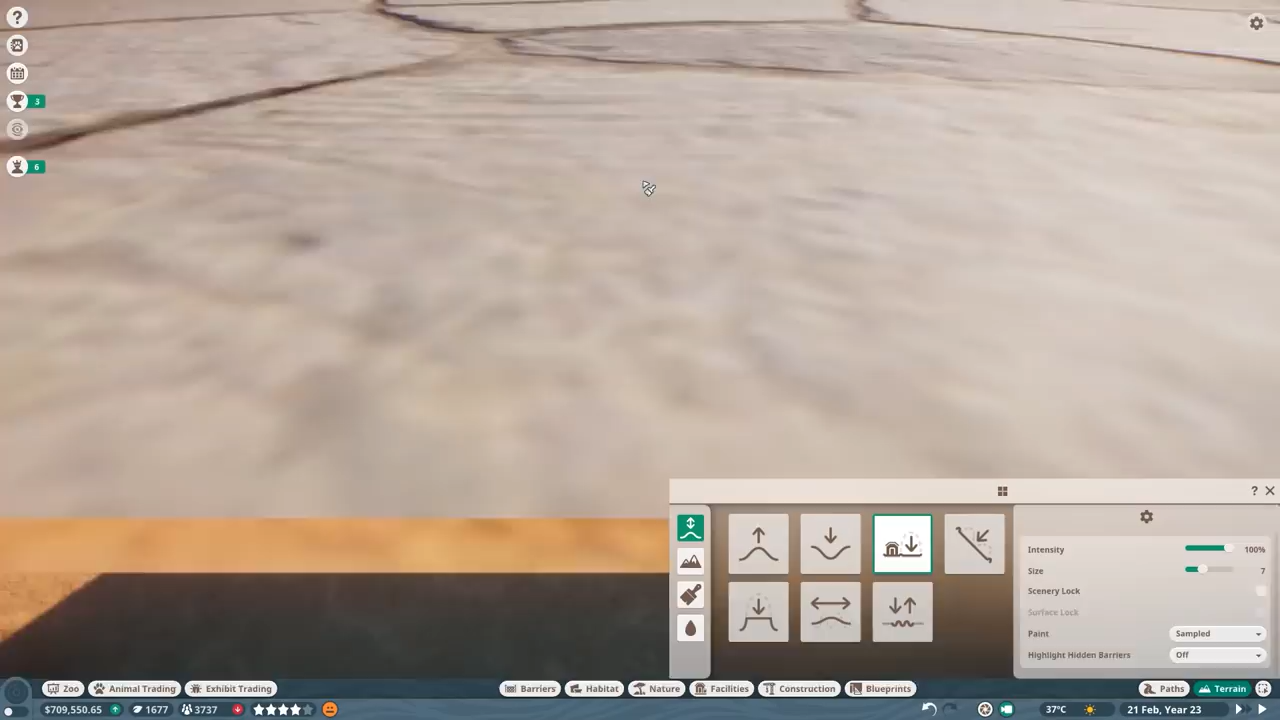 ?
3
6
?
Intensity 100%
Size 7
Scenery Lock
Surface Lock
Paint Sampled
Highlight Hidden Barriers Off
Zoo Animal Trading Exhibit Trading Barriers Habitat Nature Facilities Construction Blueprints Paths Terrain
$709,550.65 1677 3737 37°C 21 Feb, Year 23